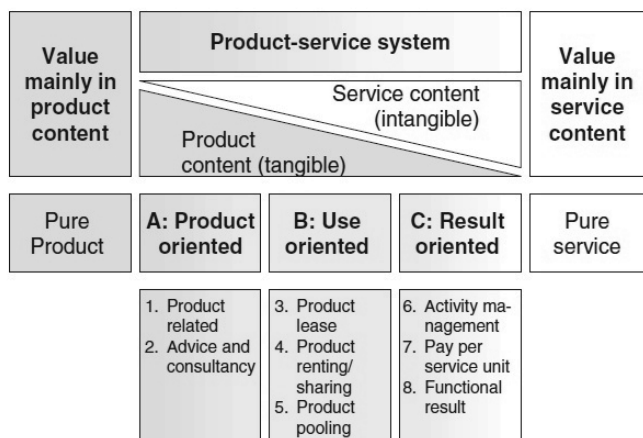 Value
mainly in
product
content
Product-service system
Service content
(intangible)
Product
content (tangible)
Value
mainly in
service
content
Pure
Product
A: Product
oriented
B: Use
oriented
C: Result
oriented
Pure
service
1. Product
related
2. Advice and
consultancy
3. Product
lease
4. Product
renting/
sharing
5. Product
pooling
6. Activity ma-
nagement
7. Pay per
service unit
8. Functional
result